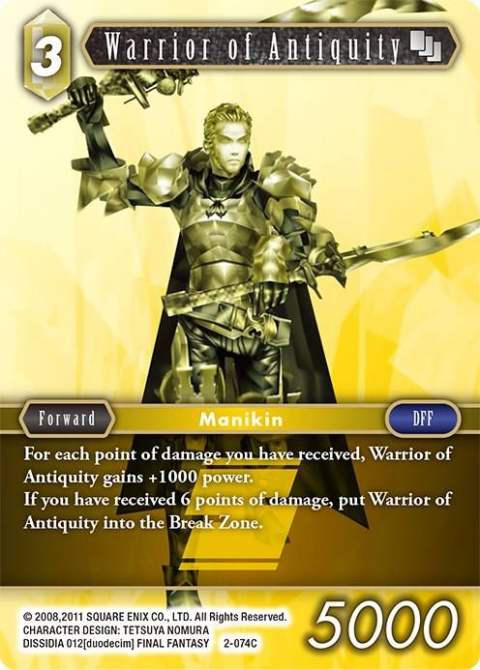 3
Warrior of Antiquity
Forward
Manikin
DFF
For each point of damage you have received, Warrior of
Antiquity gains +1000 power.
If you have received 6 points of damage, put Warrior of
Antiquity into the Break Zone.
© 2008,2011 SQUARE ENIX CO., LTD. All Rights Reserved.
CHARACTER DESIGN: TETSUYA NOMURA
DISSIDIA 012[duodecim] FINAL FANTASY
2-074C
5000